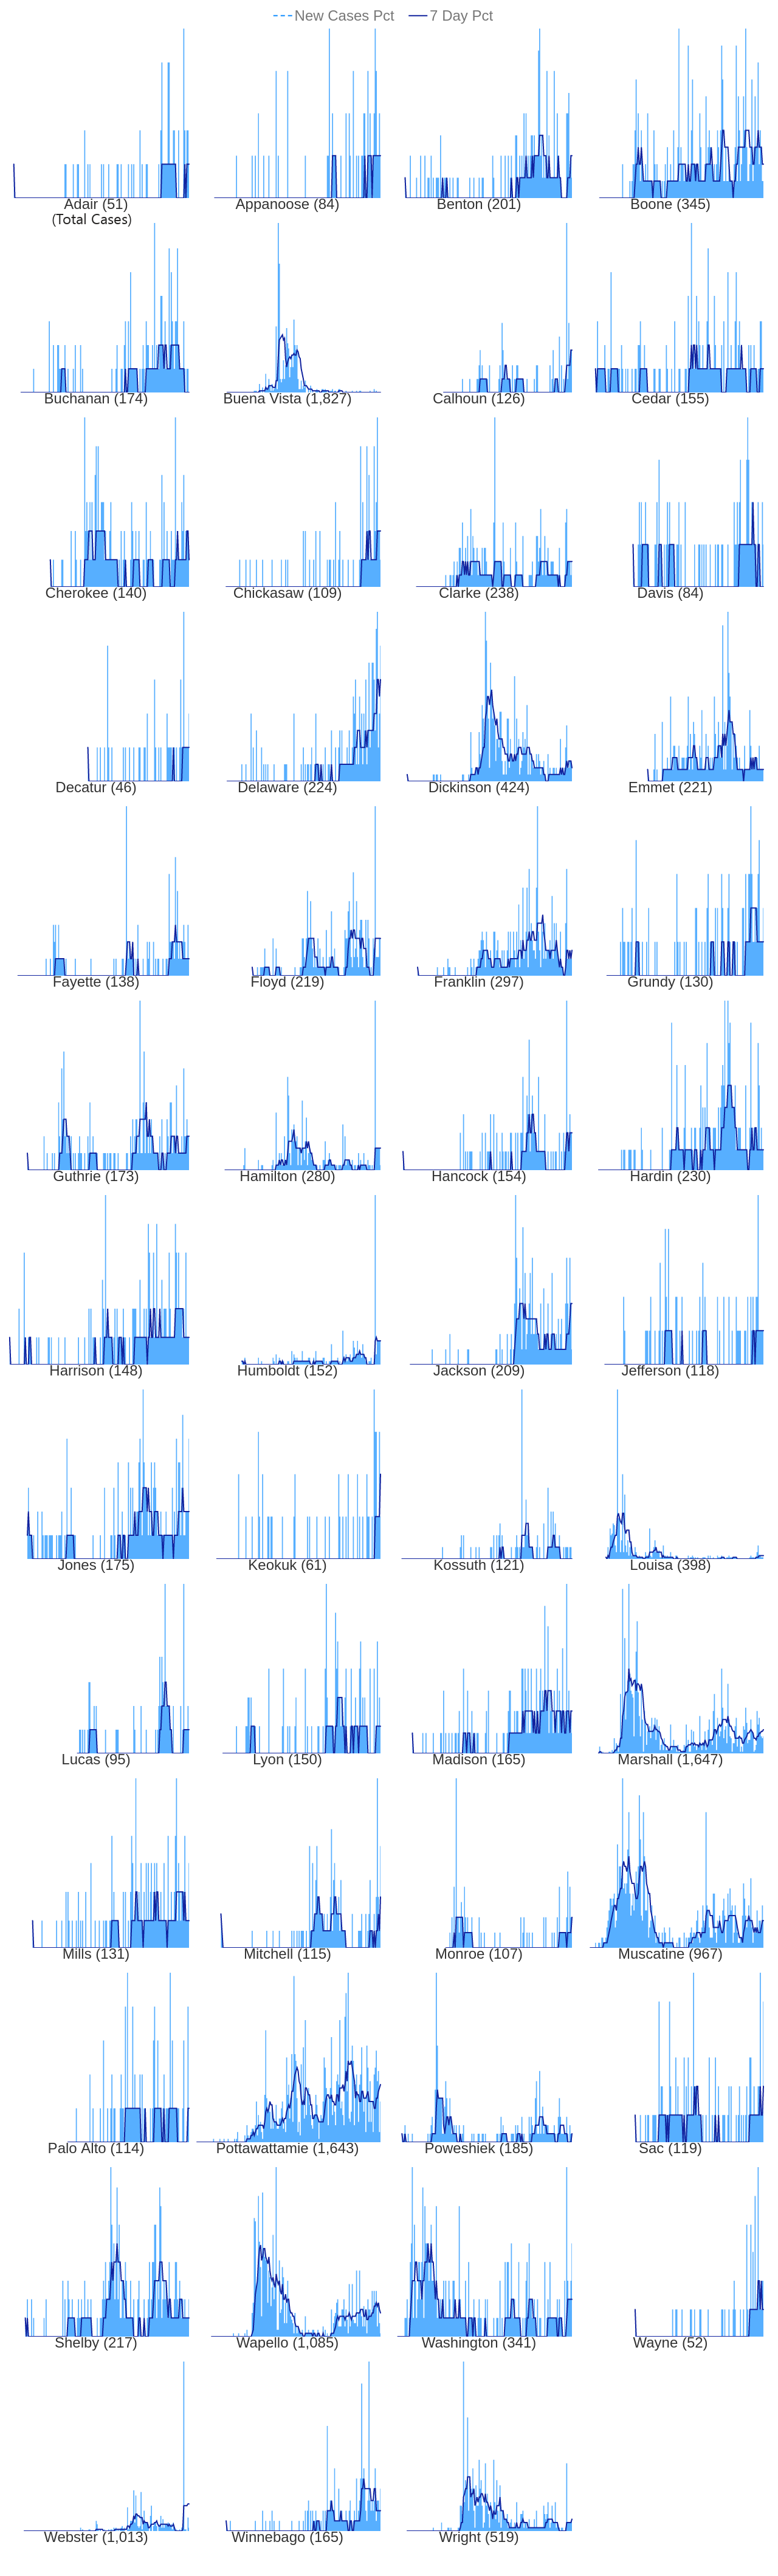 New Cases Pct 7 Day Pct
Adair (51) Appanoose (84) Benton (201) Boone (345)
(Total Cases)
Buchanan (174) Buena Vista (1,827) Calhoun (126) Cedar (155)
Cherokee (140) Chickasaw (109) Clarke (238) Davis (84)
Decatur (46) Delaware (224) Dickinson (424) Emmet (221)
Fayette (138) Floyd (219) Franklin (297) Grundy (130)
Guthrie (173) Hamilton (280) Hancock (154) Hardin (230)
Harrison (148) Humboldt (152) Jackson (209) Jefferson (118)
Jones (175) Keokuk (61) Kossuth (121) Louisa (398)
Lucas (95) Lyon (150) Madison (165) Marshall (1,647)
Mills (131) Mitchell (115) Monroe (107) Muscatine (967)
Palo Alto (114) Pottawattamie (1,643) Poweshiek (185) Sac (119)
Shelby (217) Wapello (1,085) Washington (341) Wayne (52)
Webster (1,013) Winnebago (165) Wright (519)